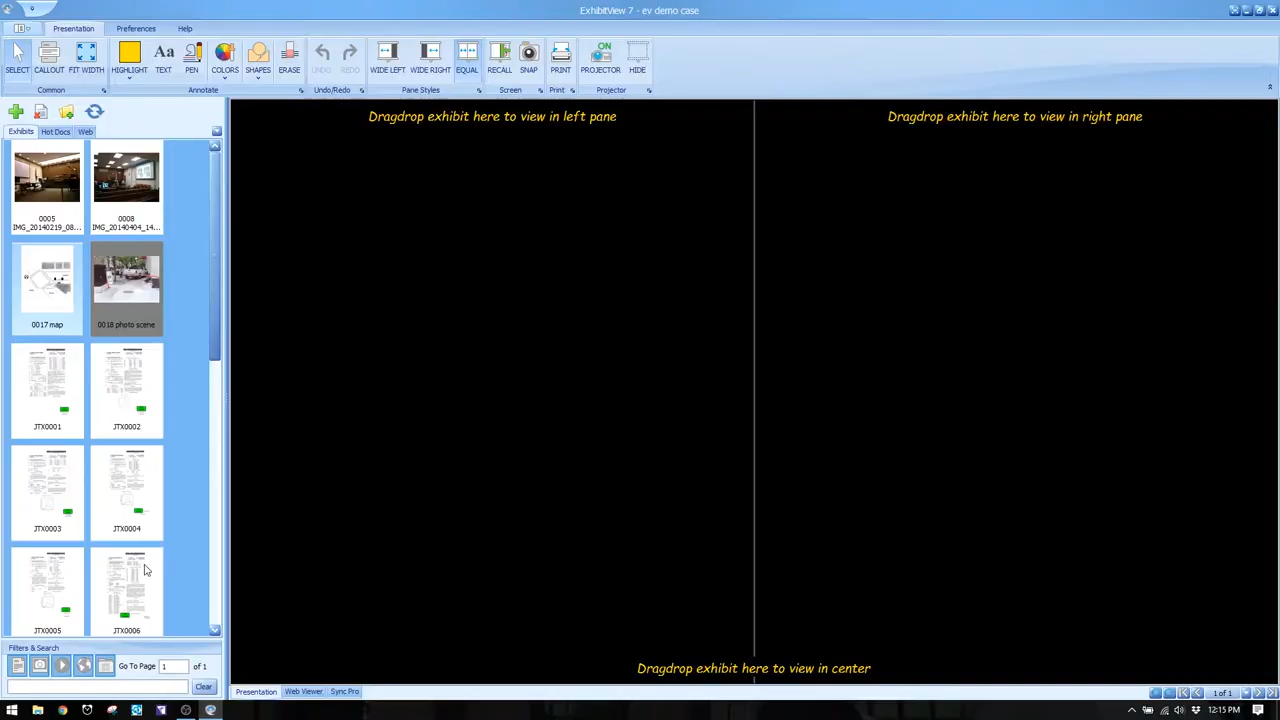 ExhibitView 7 - ev demo case
Presentation Preferences Help
SELECT CALLOUT FIT WIDTH HIGHLIGHT TEXT PEN COLORS SHAPES ERASE UNDO REDO WIDE LEFT WIDE RIGHT EQUAL RECALL SNAP PRINT PROJECTOR HIDE
Aa
ON
Common Annotate Undo/Redo Pane Styles Screen Print Projector
Exhibits Hot Docs Web
Dragdrop exhibit here to view in left pane
Dragdrop exhibit here to view in right pane
0005
IMG_20140219_08...
0008
IMG_20140404_14...
0017 map
0018 photo scene
JTX0001
JTX0002
JTX0003
JTX0004
JTX0005
JTX0006
Filters & Search
Go To Page 1 of 1
Clear
Dragdrop exhibit here to view in center
Presentation Web Viewer Sync Pro
1 of 1
12:15 PM